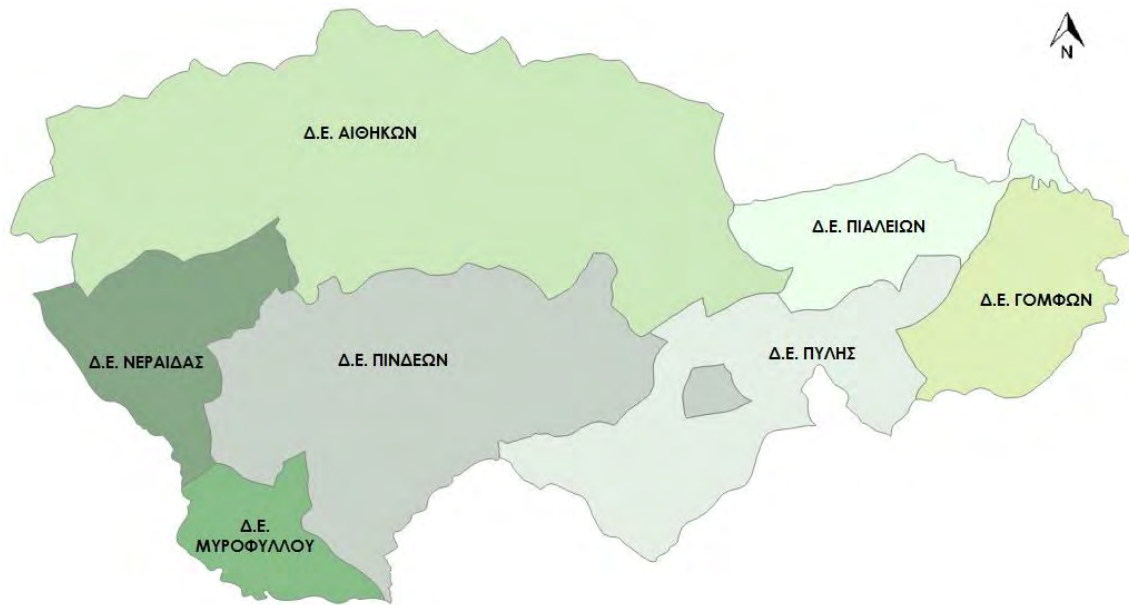 N
Δ.Ε. ΑΙΘΗΚΩΝ
Δ.Ε. ΠΙΑΛΕΙΩΝ
Δ.Ε. ΓΟΜΦΩΝ
Δ.Ε. ΠΥΛΗΣ
Δ.Ε. ΝΕΡΑΙΔΑΣ
Δ.Ε. ΠΙΝΔΕΩΝ
Δ.Ε.
ΜΥΡΟΦΥΛΛΟΥ